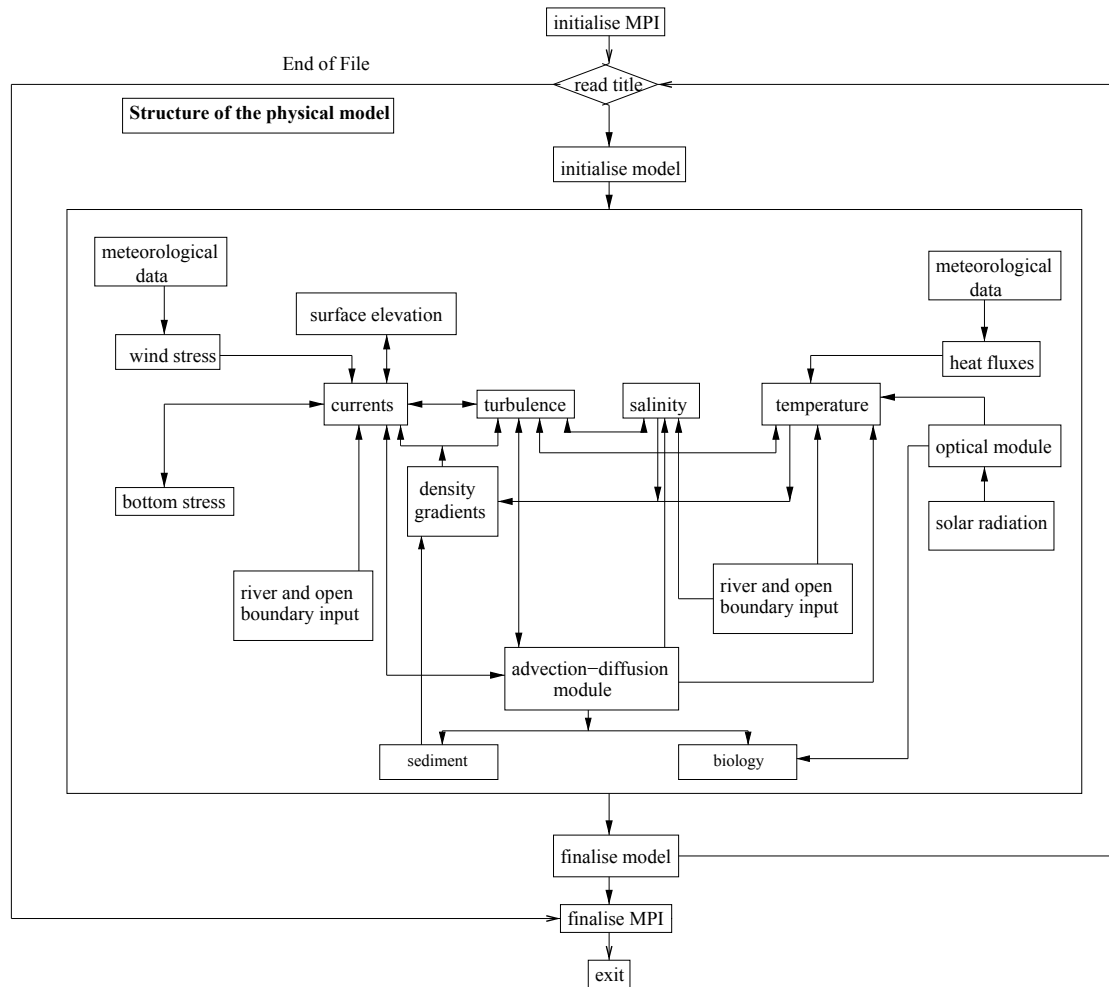 initialise MPI
End of File
read title
Structure of the physical model
initialise model
meteorological
data
meteorological
data
surface elevation
wind stress
heat fluxes
currents
turbulence
salinity
temperature
optical module
density
gradients
bottom stress
solar radiation
river and open
boundary input
river and open
boundary input
advection−diffusion
module
sediment
biology
finalise model
finalise MPI
exit